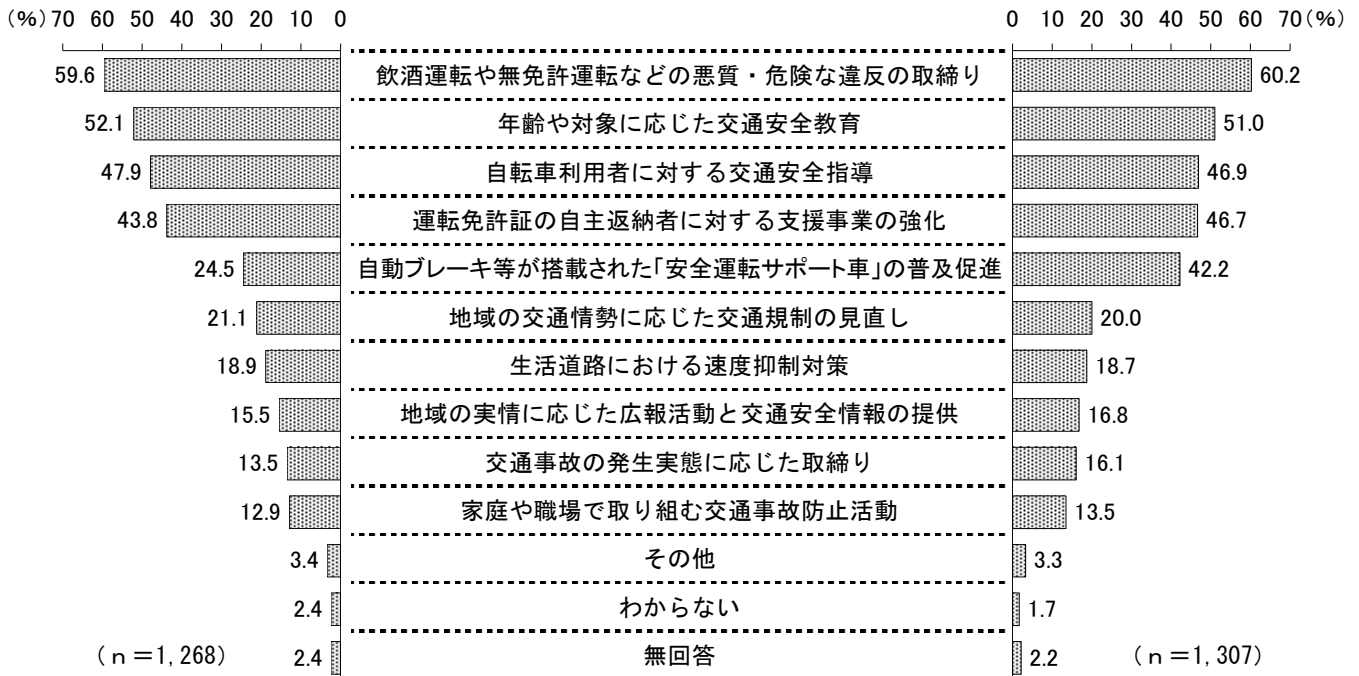 (%) 70 60 50 40 30 20 10 0 0 10 20 30 40 50 60 70 (%)
59.6 飲酒運転や無免許運転などの悪質・危険な違反の取締り 60.2
52.1 年齢や対象に応じた交通安全教育 51.0
47.9 自転車利用者に対する交通安全指導 46.9
43.8 運転免許証の自主返納者に対する支援事業の強化 46.7
24.5 自動ブレーキ等が搭載された「安全運転サポート車」の普及促進 42.2
21.1 地域の交通情勢に応じた交通規制の見直し 20.0
18.9 生活道路における速度抑制対策 18.7
15.5 地域の実情に応じた広報活動と交通安全情報の提供 16.8
13.5 交通事故の発生実態に応じた取締り 16.1
12.9 家庭や職場で取り組む交通事故防止活動 13.5
3.4 その他 3.3
2.4 わからない 1.7
(n=1,268) 2.4 無回答 2.2 (n=1,307)